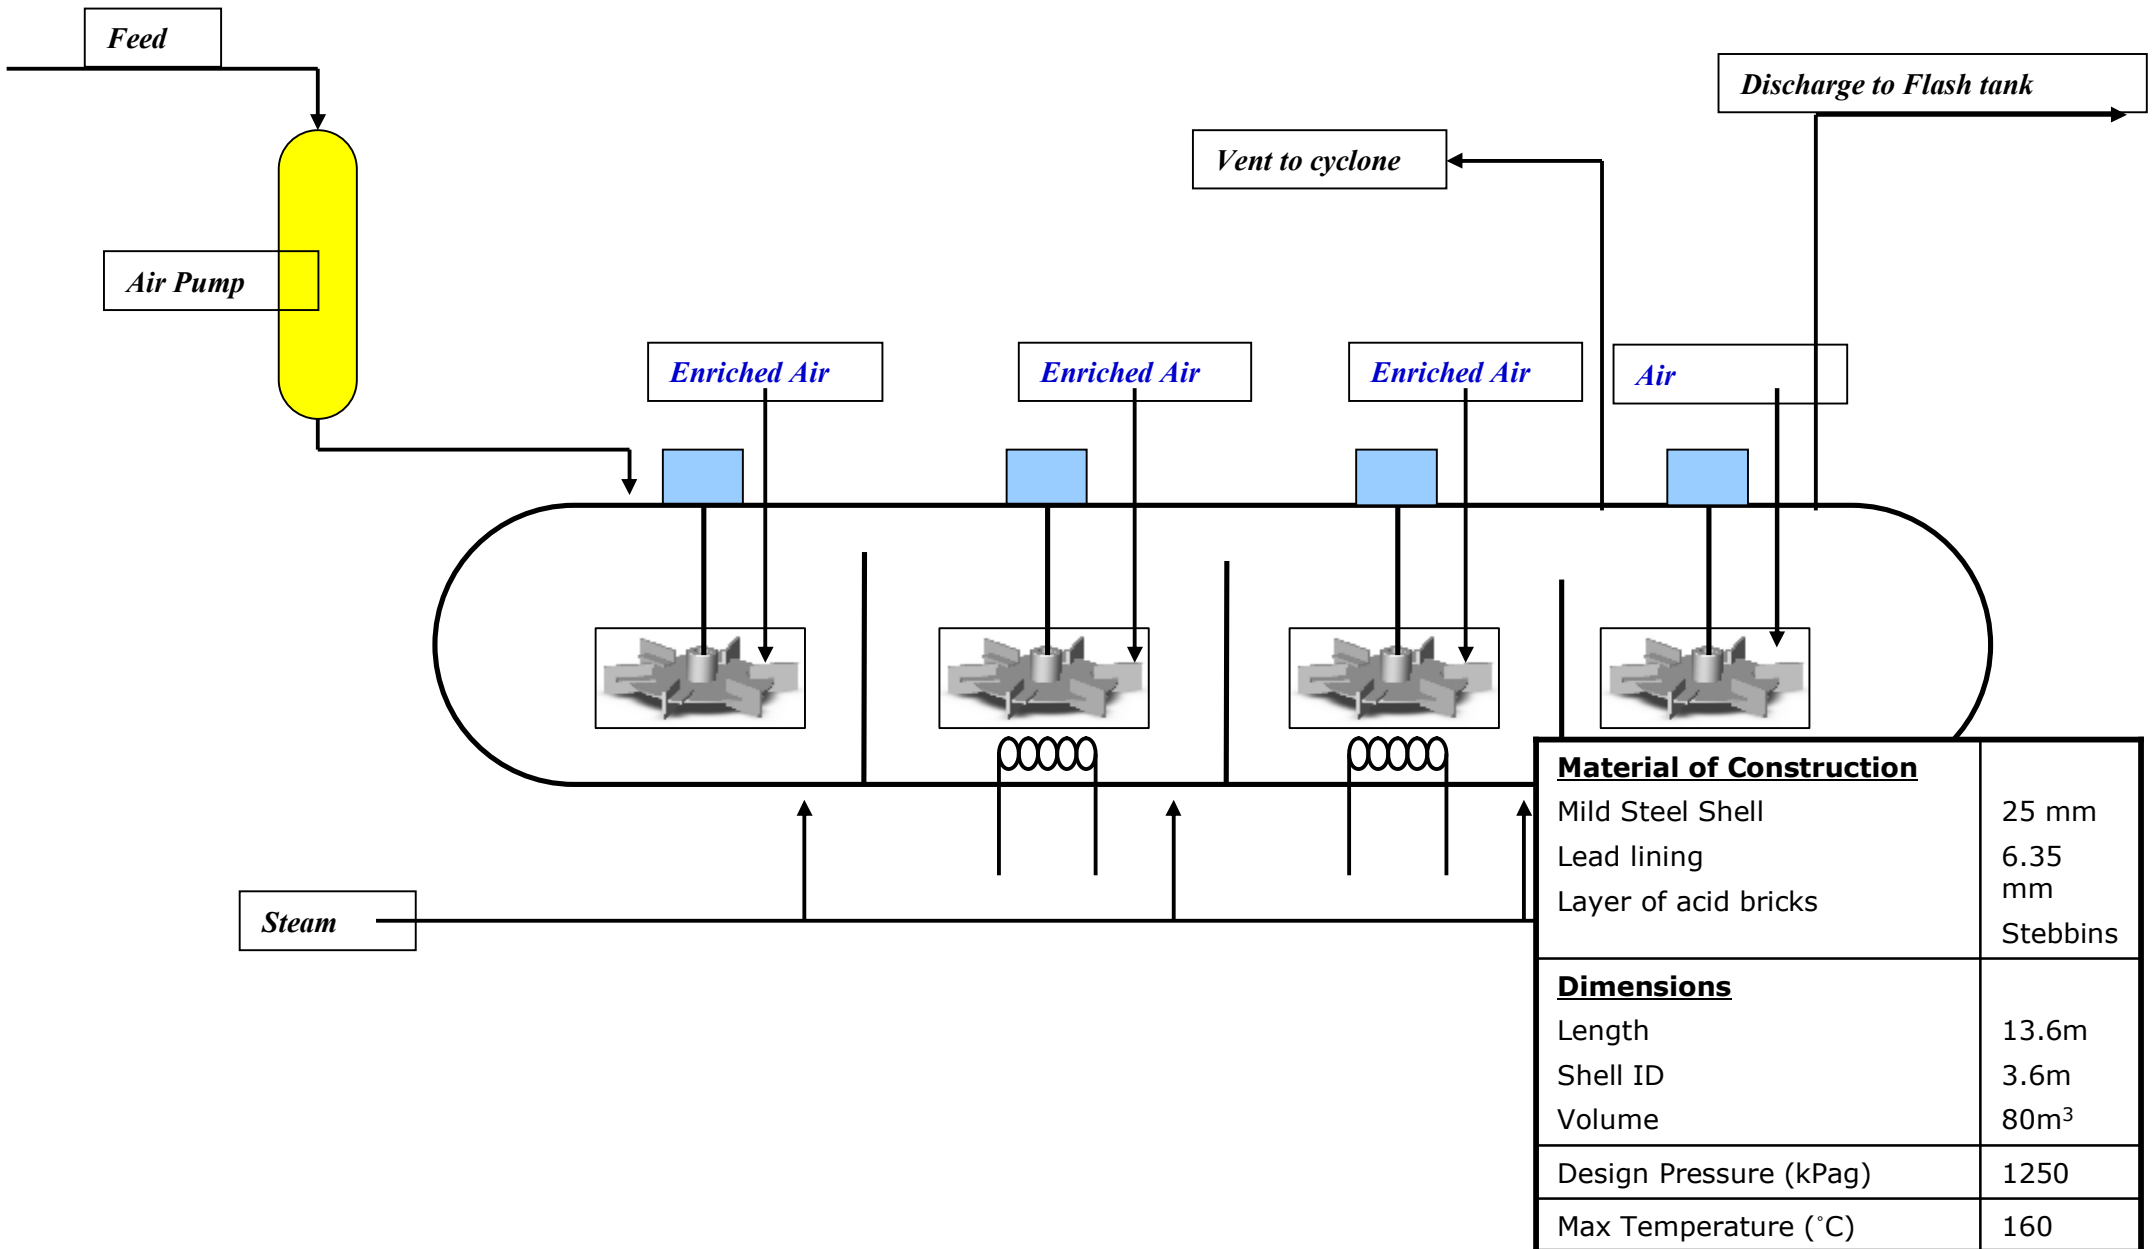 Feed
Discharge to Flash tank
Vent to cyclone
Air Pump
Enriched Air
Enriched Air
Enriched Air
Air
Steam
Material of Construction
Mild Steel Shell 25 mm
Lead lining 6.35 mm
Layer of acid bricks Stebbins
Dimensions
Length 13.6m
Shell ID 3.6m
Volume 80m³
Design Pressure (kPag) 1250
Max Temperature (˚C) 160